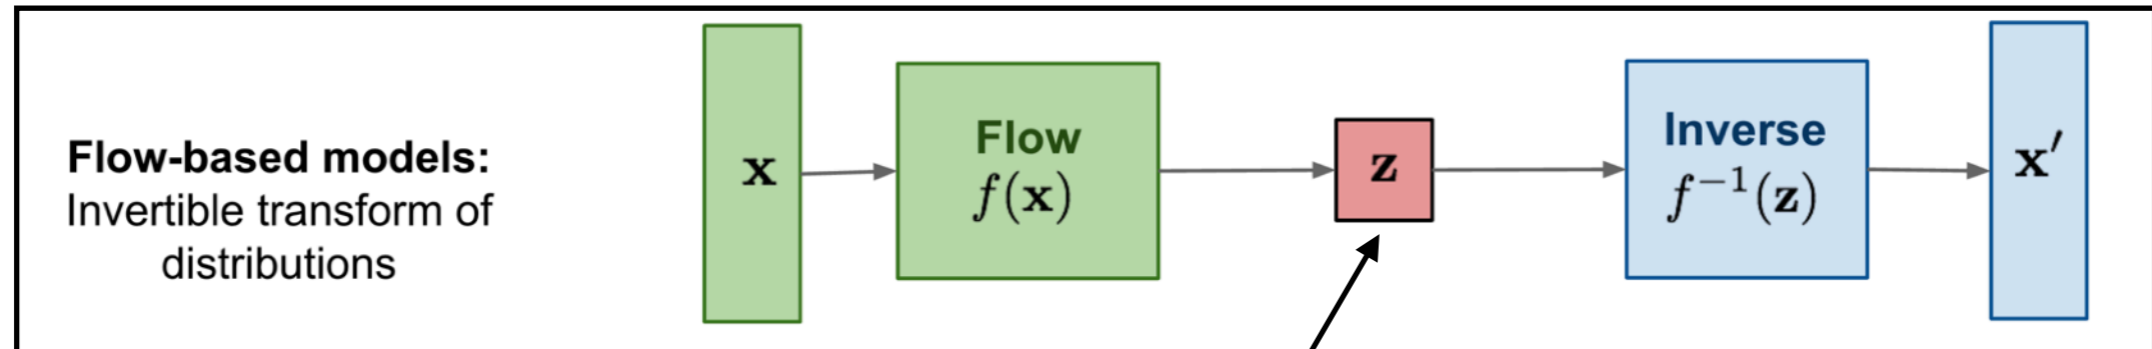 Flow-based models:
Invertible transform of
distributions
x
Flow
f(x)
z
Inverse
f⁻¹(z)
x′